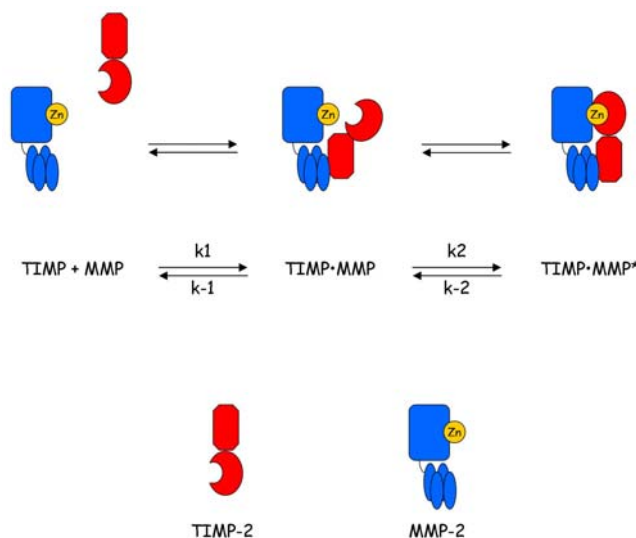 Zn
Zn
Zn
TIMP + MMP
k1
k-1
TIMP•MMP
k2
k-2
TIMP•MMP*
Zn
TIMP-2
MMP-2